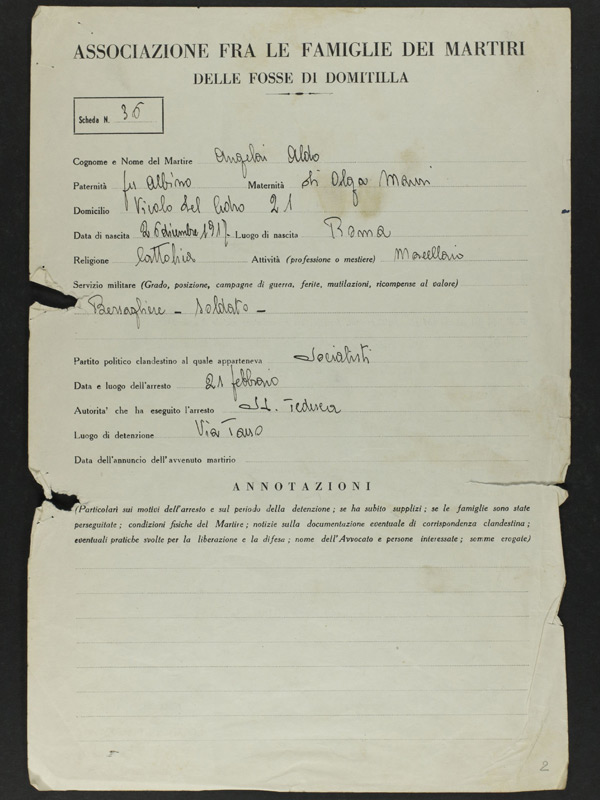 ASSOCIAZIONE FRA LE FAMIGLIE DEI MARTIRI
DELLE FOSSE DI DOMITILLA
Scheda N. 36
Cognome e Nome del Martire Angelai Aldo
Paternità fu Albino Maternità di Olga Manni
Domicilio Vicolo del Cedro 21
Data di nascita 26 dicembre 1917 Luogo di nascita Roma
Religione Cattolica Attività (professione o mestiere) Macellaio
Servizio militare (Grado, posizione, campagne di guerra, ferite, mutilazioni, ricompense al valore)
Bersagliere - soldato -
Partito politico clandestino al quale apparteneva Socialisti
Data e luogo dell'arresto 21 febbraio
Autorita' che ha eseguito l'arresto SS. Tedesca
Luogo di detenzione Via Tasso
Data dell'annuncio dell'avvenuto martirio
ANNOTAZIONI
(Particolari sui motivi dell'arresto e sul periodo della detenzione; se ha subito supplizi; se le famiglie sono state
perseguitate; condizioni fisiche del Martire; notizie sulla documentazione eventuale di corrispondenza clandestina;
eventuali pratiche svolte per la liberazione e la difesa; nome dell'Avvocato e persone interessate; somme erogate)
2